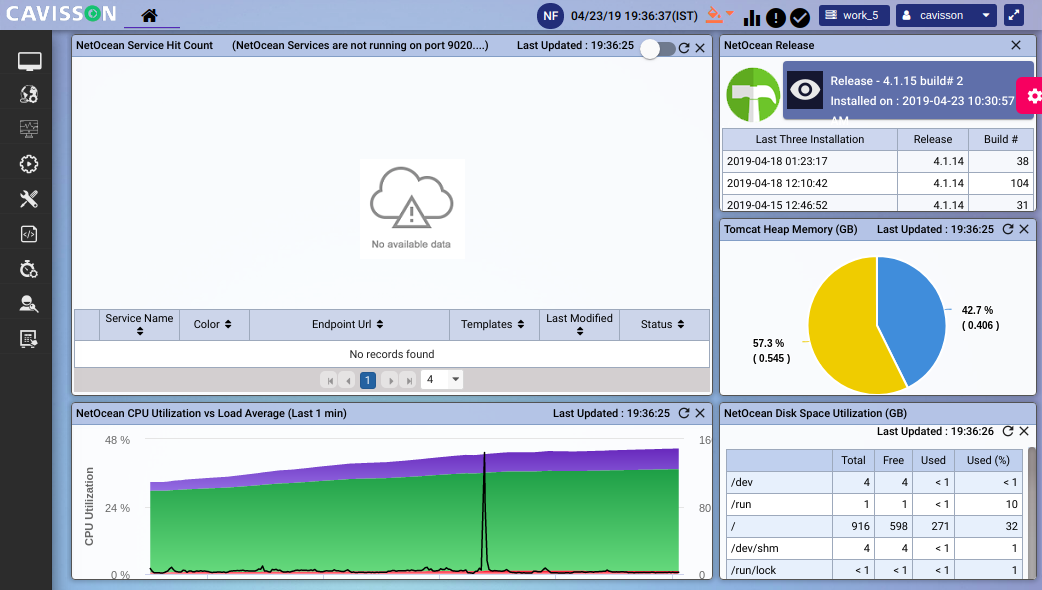 CAVISSON
NF
04/23/19 19:36:37(IST)
work_5
cavisson
NetOcean Service Hit Count (NetOcean Services are not running on port 9020....) Last Updated : 19:36:25
No available data
Service Name Color Endpoint Url Templates Last Modified Status
No records found
1 4
NetOcean Release
Release - 4.1.15 build# 2
Installed on : 2019-04-23 10:30:57
AM
Last Three Installation Release Build #
2019-04-18 01:23:17 4.1.14 38
2019-04-18 12:10:42 4.1.14 104
2019-04-15 12:46:52 4.1.14 31
Tomcat Heap Memory (GB) Last Updated : 19:36:25
42.7 %
( 0.406 )
57.3 %
( 0.545 )
NetOcean CPU Utilization vs Load Average (Last 1 min) Last Updated : 19:36:25
CPU Utilization
48 % 16
24 % 80
0 % 0
NetOcean Disk Space Utilization (GB)
Last Updated : 19:36:26
Total Free Used Used (%)
/dev 4 4 < 1 < 1
/run 1 1 < 1 10
/ 916 598 271 32
/dev/shm 4 4 < 1 1
/run/lock < 1 < 1 < 1 1